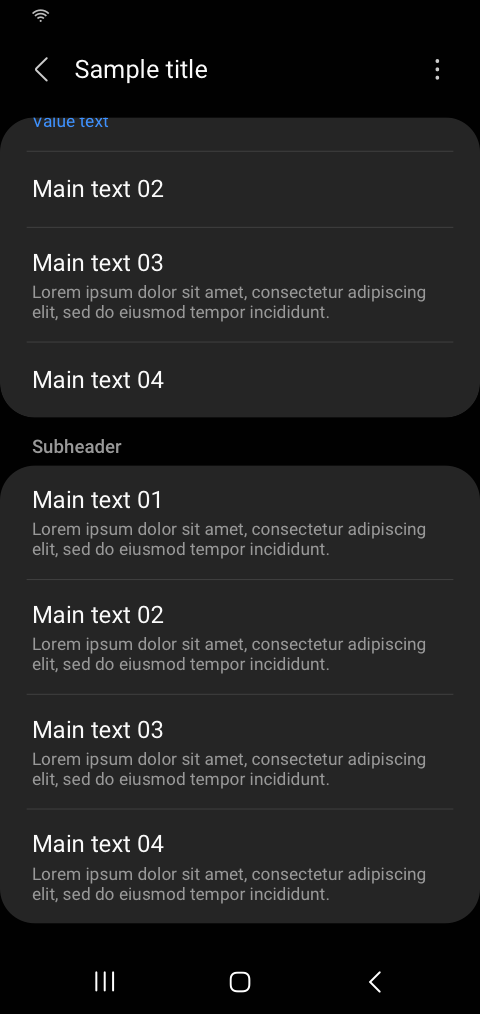 Sample title
Value text
Main text 02
Main text 03
Lorem ipsum dolor sit amet, consectetur adipiscing
elit, sed do eiusmod tempor incididunt.
Main text 04
Subheader
Main text 01
Lorem ipsum dolor sit amet, consectetur adipiscing
elit, sed do eiusmod tempor incididunt.
Main text 02
Lorem ipsum dolor sit amet, consectetur adipiscing
elit, sed do eiusmod tempor incididunt.
Main text 03
Lorem ipsum dolor sit amet, consectetur adipiscing
elit, sed do eiusmod tempor incididunt.
Main text 04
Lorem ipsum dolor sit amet, consectetur adipiscing
elit, sed do eiusmod tempor incididunt.